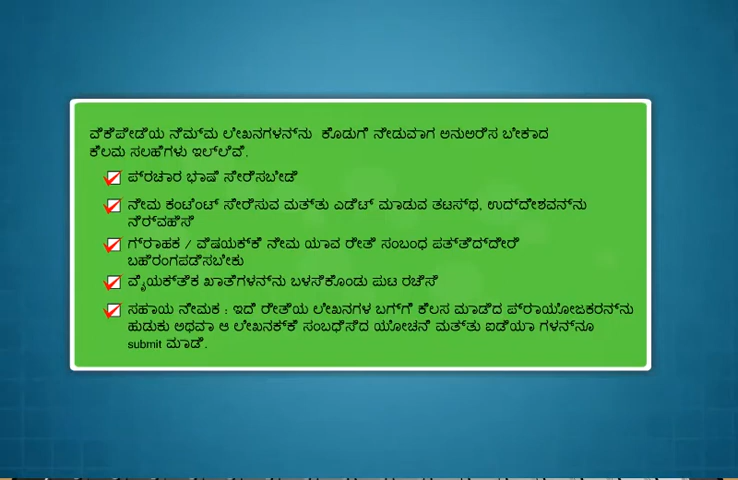 ವಿಕಿಪೀಡಿಯ ನಿಮ್ಮ ಲೇಖನಗಳನ್ನು ಕೊಡುಗೆ ನೀಡುವಾಗ ಅನುಅರಿಸ ಬೇಕಾದ
ಕೆಲಮ ಸಲಹೆಗಳು ಇಲ್ಲಿವೆ.
ಪ್ರಚಾರ ಭಾಷೆ ಸೇರಿಸಬೇಡಿ
ನೀಮ ಕಂಟೆಂಟ್ ಸೇರಿಸುವ ಮತ್ತು ಎಡಿಟ್ ಮಾಡುವ ತಟಸ್ಥ, ಉದ್ದೇಶವನ್ನು
ನಿರ್ವಹಿಸಿ
ಗ್ರಾಹಕ / ವಿಷಯಕ್ಕೆ ನೀಮ ಯಾವ ರೀತಿ ಸಂಬಂಧ ಪತ್ತಿದ್ದೀರಿ
ಬಹಿರಂಗಪಡಿಸಬೇಕು
ವೈಯಕ್ತಿಕ ಖಾತೆಗಳನ್ನು ಬಳಸಿಕೊಂಡು ಪುಟ ರಚಿಸಿ
ಸಹಾಯ ನೇಮಕ : ಇದೆ ರೀತಿಯ ಲೇಖನಗಳ ಬಗ್ಗೆ ಕೆಲಸ ಮಾಡಿದ ಪ್ರಾಯೋಜಕರನ್ನು
ಹುಡುಕು ಅಥವಾ ಆ ಲೇಖನಕ್ಕೆ ಸಂಬಧಿಸಿದ ಯೋಚನೆ ಮತ್ತು ಐಡಿಯಾ ಗಳನ್ನೂ
submit ಮಾಡಿ.